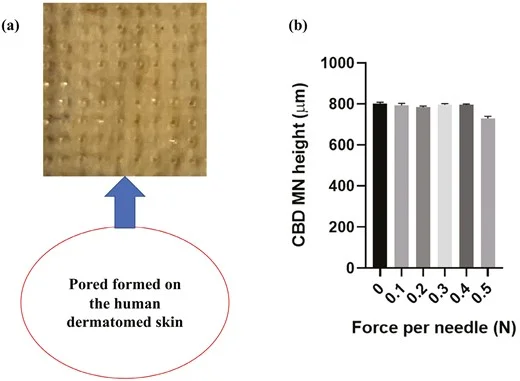 (a)
Pored formed on
the human
dermatomed skin
(b)
CBD MN height (μm)
1000
800
600
400
200
0
0 0.1 0.2 0.3 0.4 0.5
Force per needle (N)